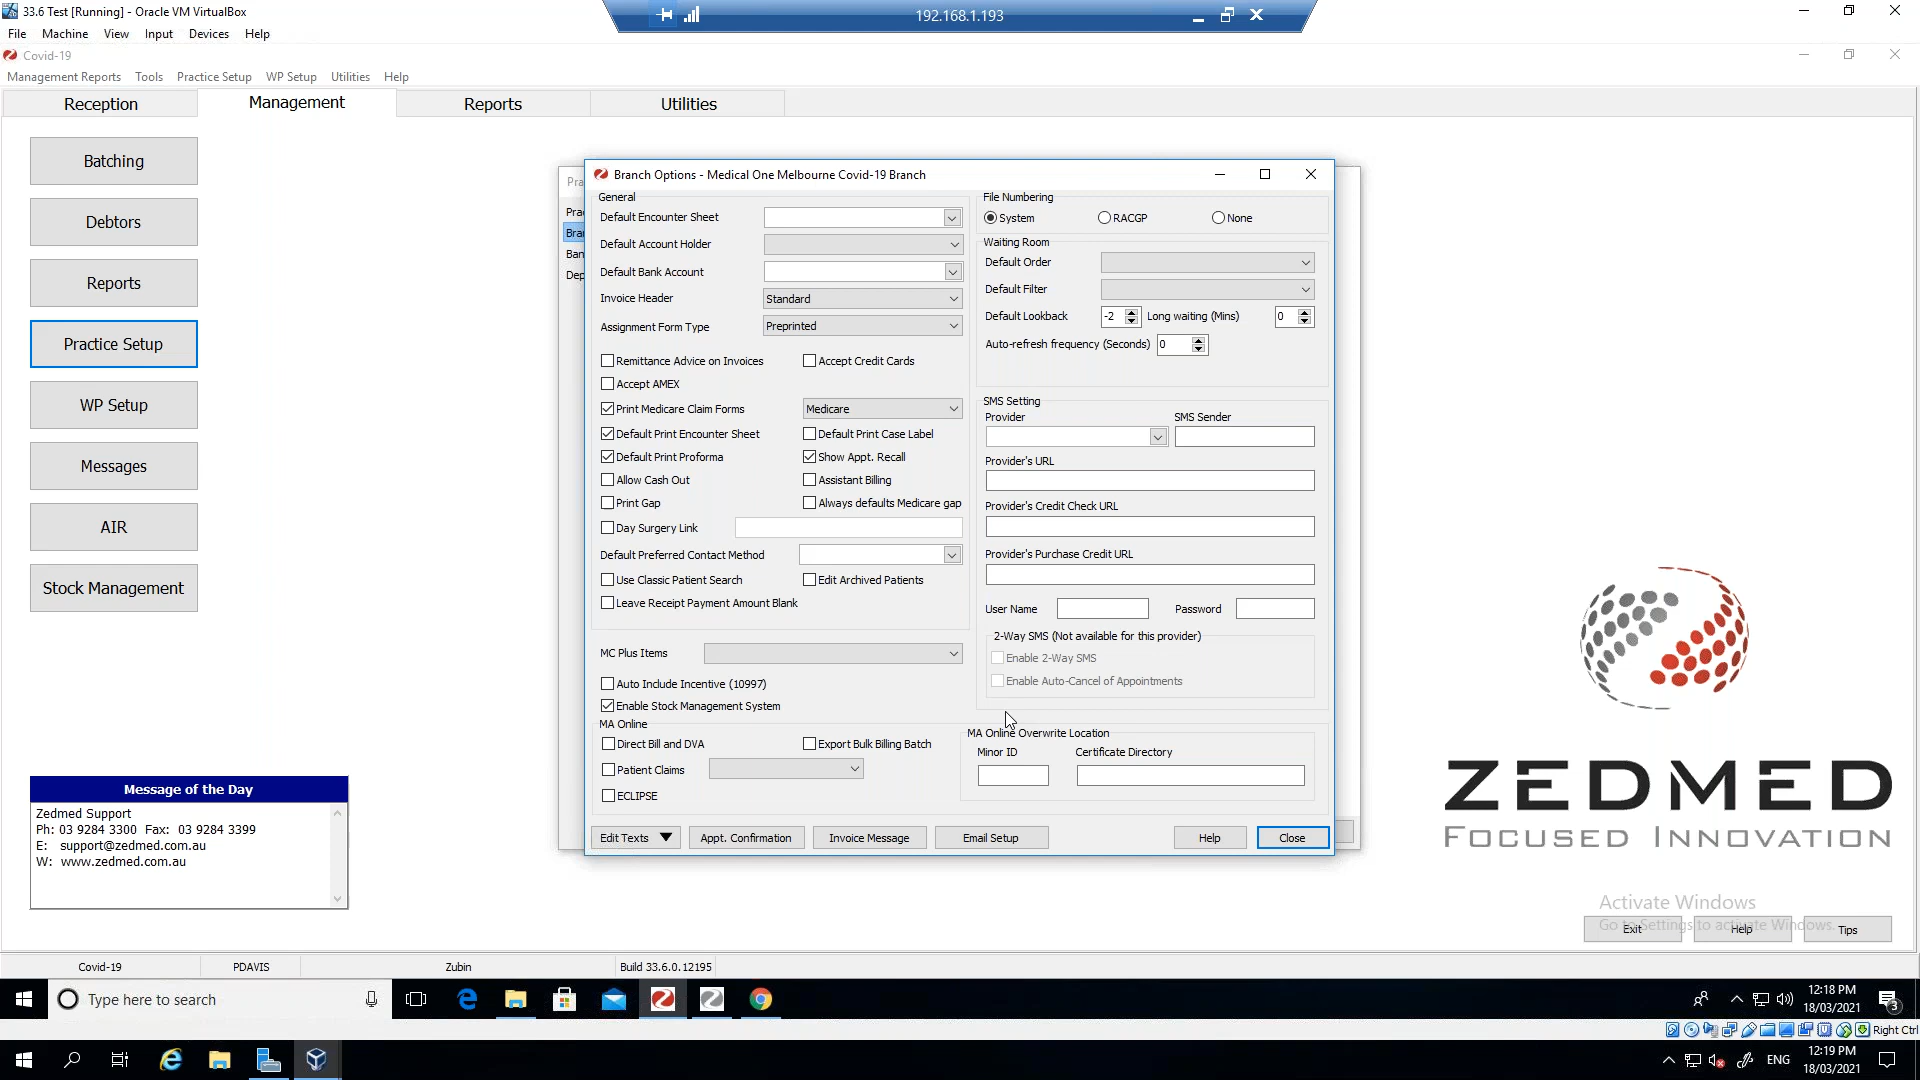 33.6 Test [Running] - Oracle VM VirtualBox
192.168.1.193
File Machine View Input Devices Help
Covid-19
Management Reports Tools Practice Setup WP Setup Utilities Help
Reception Management Reports Utilities
Batching
Debtors
Reports
Practice Setup
WP Setup
Messages
AIR
Stock Management
Message of the Day
Zedmed Support
Ph: 03 9284 3300 Fax: 03 9284 3399
E: support@zedmed.com.au
W: www.zedmed.com.au
Pra
Prac
Bran
Ban
Dep
Branch Options - Medical One Melbourne Covid-19 Branch
General
Default Encounter Sheet
Default Account Holder
Default Bank Account
Invoice Header Standard
Assignment Form Type Preprinted
Remittance Advice on Invoices Accept Credit Cards
Accept AMEX
Print Medicare Claim Forms Medicare
Default Print Encounter Sheet Default Print Case Label
Default Print Proforma Show Appt. Recall
Allow Cash Out Assistant Billing
Print Gap Always defaults Medicare gap
Day Surgery Link
Default Preferred Contact Method
Use Classic Patient Search Edit Archived Patients
Leave Receipt Payment Amount Blank
MC Plus Items
Auto Include Incentive (10997)
Enable Stock Management System
MA Online
Direct Bill and DVA Export Bulk Billing Batch
Patient Claims
ECLIPSE
File Numbering
System RACGP None
Waiting Room
Default Order
Default Filter
Default Lookback -2 Long waiting (Mins) 0
Auto-refresh frequency (Seconds) 0
SMS Setting
Provider SMS Sender
Provider's URL
Provider's Credit Check URL
Provider's Purchase Credit URL
User Name Password
2-Way SMS (Not available for this provider)
Enable 2-Way SMS
Enable Auto-Cancel of Appointments
MA Online Overwrite Location
Minor ID Certificate Directory
Edit Texts Appt. Confirmation Invoice Message Email Setup Help Close
ZEDMED
FOCUSED INNOVATION
Activate Windows
Go to Settings to activate Windows.
Exit Help Tips
Covid-19 PDAVIS Zubin Build 33.6.0.12195
Type here to search
12:18 PM
18/03/2021
3
Right Ctrl
ENG
12:19 PM
18/03/2021